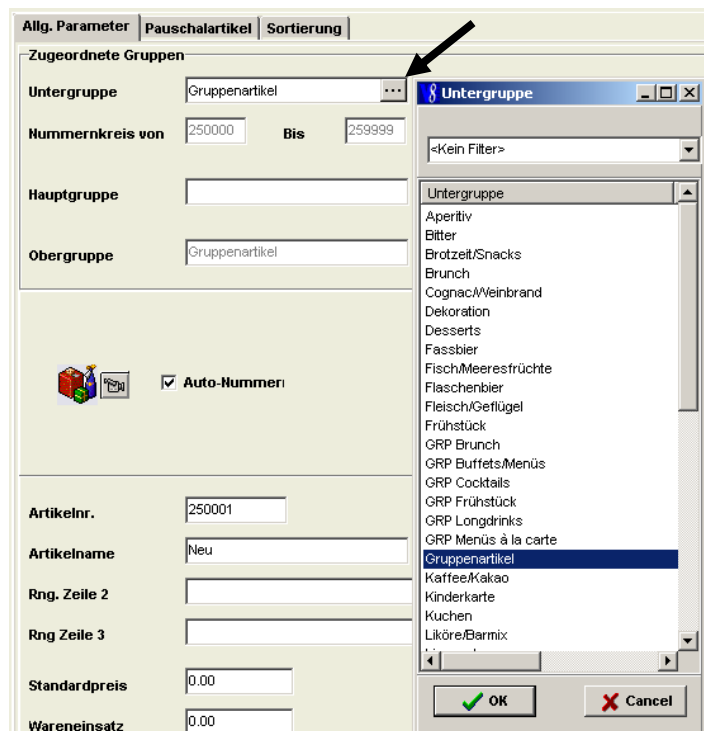 Allg. Parameter Pauschalartikel Sortierung
Zugeordnete Gruppen
Untergruppe Gruppenartikel ...
Nummernkreis von 250000 Bis 259999
Hauptgruppe
Obergruppe Gruppenartikel
Auto-Nummeri
Artikelnr. 250001
Artikelname Neu
Rng. Zeile 2
Rng Zeile 3
Standardpreis 0.00
Wareneinsatz 0.00
Untergruppe
<Kein Filter>
Untergruppe
Aperitiv
Bitter
Brotzeit/Snacks
Brunch
Cognac/Weinbrand
Dekoration
Desserts
Fassbier
Fisch/Meeresfrüchte
Flaschenbier
Fleisch/Geflügel
Frühstück
GRP Brunch
GRP Buffets/Menüs
GRP Cocktails
GRP Frühstück
GRP Longdrinks
GRP Menüs à la carte
Gruppenartikel
Kaffee/Kakao
Kinderkarte
Kuchen
Liköre/Barmix
OK Cancel